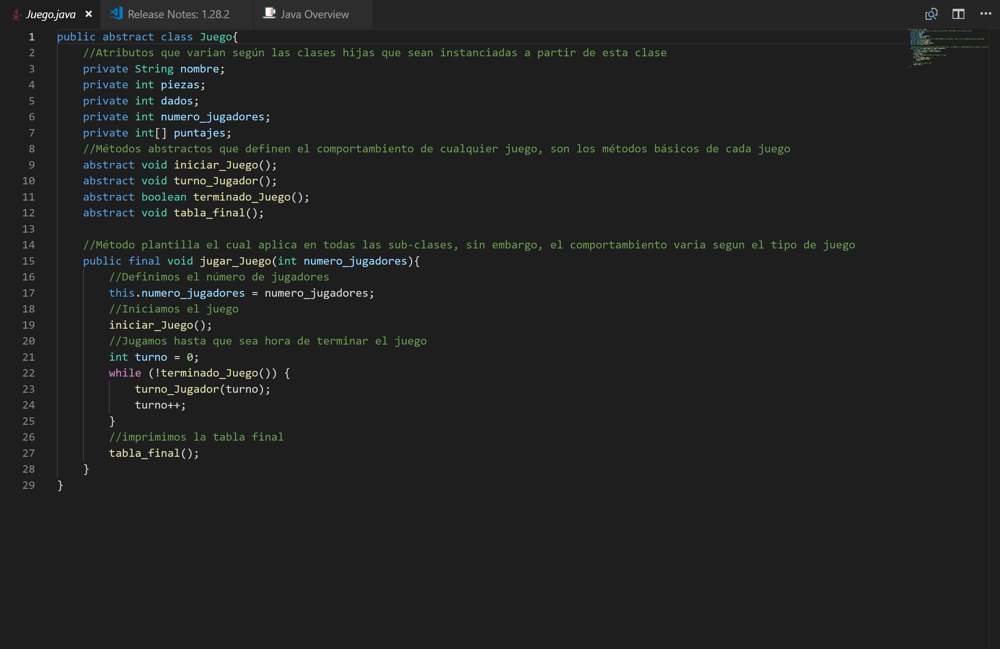 Juego.java Release Notes: 1.28.2 Java Overview
1 public abstract class Juego{
2 //Atributos que varian según las clases hijas que sean instanciadas a partir de esta clase
3 private String nombre;
4 private int piezas;
5 private int dados;
6 private int numero_jugadores;
7 private int[] puntajes;
8 //Métodos abstractos que definen el comportambiento de cualquier juego, son los métodos básicos de cada juego
9 abstract void iniciar_Juego();
10 abstract void turno_Jugador();
11 abstract boolean terminado_Juego();
12 abstract void tabla_final();
13
14 //Método plantilla el cual aplica en todas las sub-clases, sin embargo, el comportambiento varia segun el tipo de juego
15 public final void jugar_Juego(int numero_jugadores){
16 //Definimos el número de jugadores
17 this.numero_jugadores = numero_jugadores;
18 //Iniciamos el juego
19 iniciar_Juego();
20 //Jugamos hasta que sea hora de terminar el juego
21 int turno = 0;
22 while (!terminado_Juego()) {
23 turno_Jugador(turno);
24 turno++;
25 }
26 //imprimimos la tabla final
27 tabla_final();
28 }
29 }